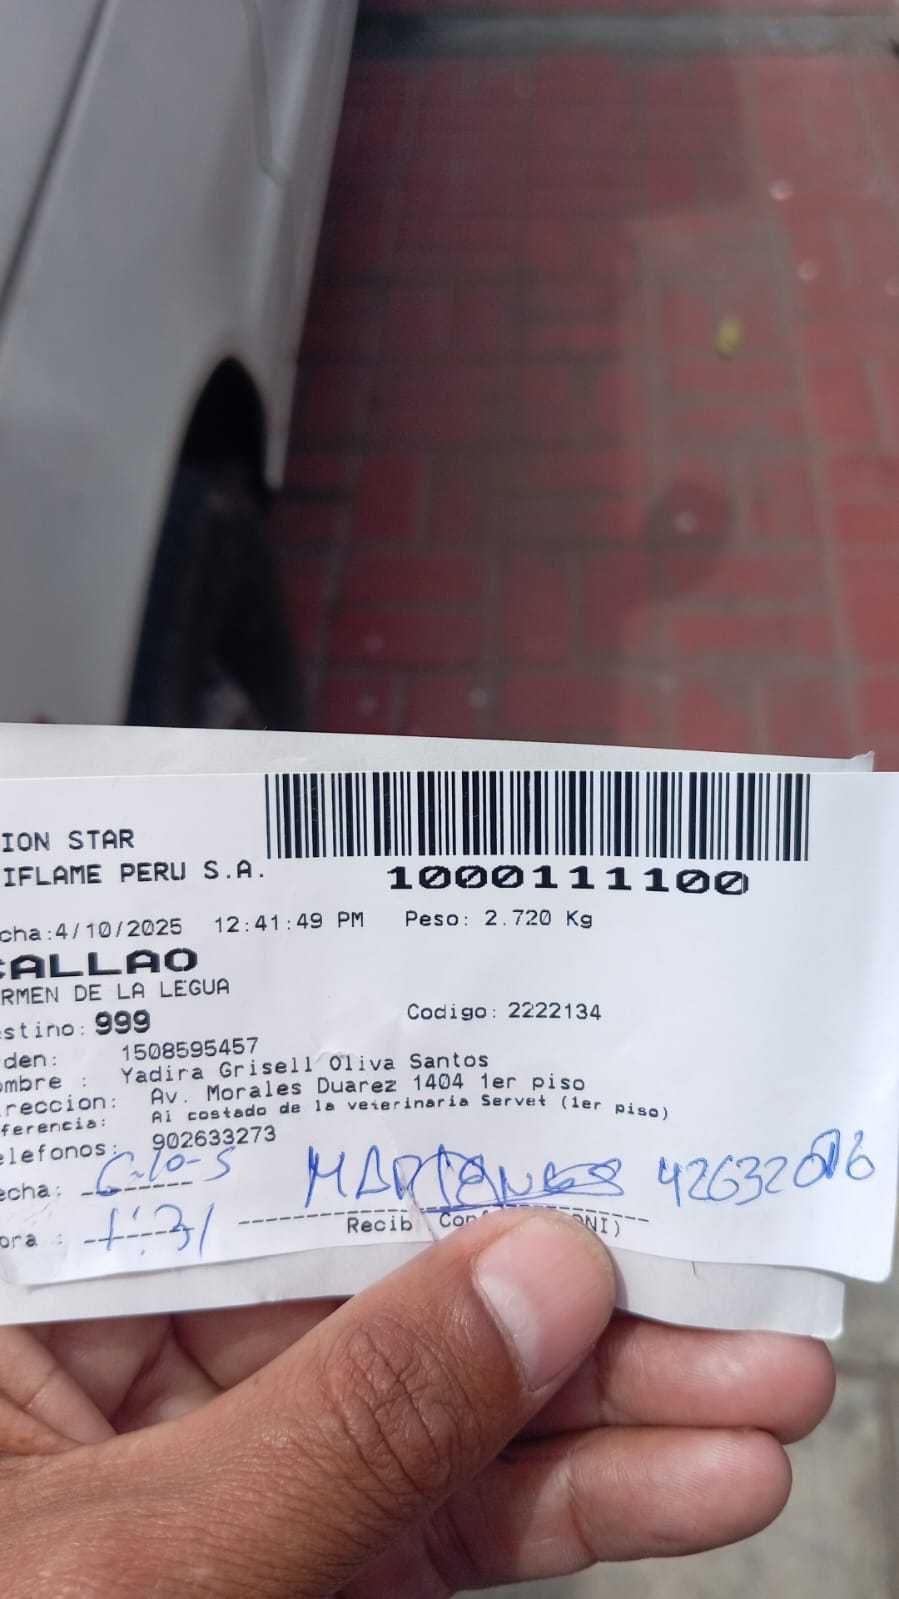 ION STAR
IFLAME PERU S.A.
1000111100
cha:4/10/2025 12:41:49 PM Peso: 2.720 Kg
CALLAO
RMEN DE LA LEGUA
stino: 999 Codigo: 2222134
den: 1508595457
ombre : Yadira Grisell Oliva Santos
reccion: Av. Morales Duarez 1404 1er piso
ferencia: Al costado de la veterinaria Servet (1er piso)
elefonos: 902633273
echa: 6-10-5
ora : 1:31
Recib Con DNI)